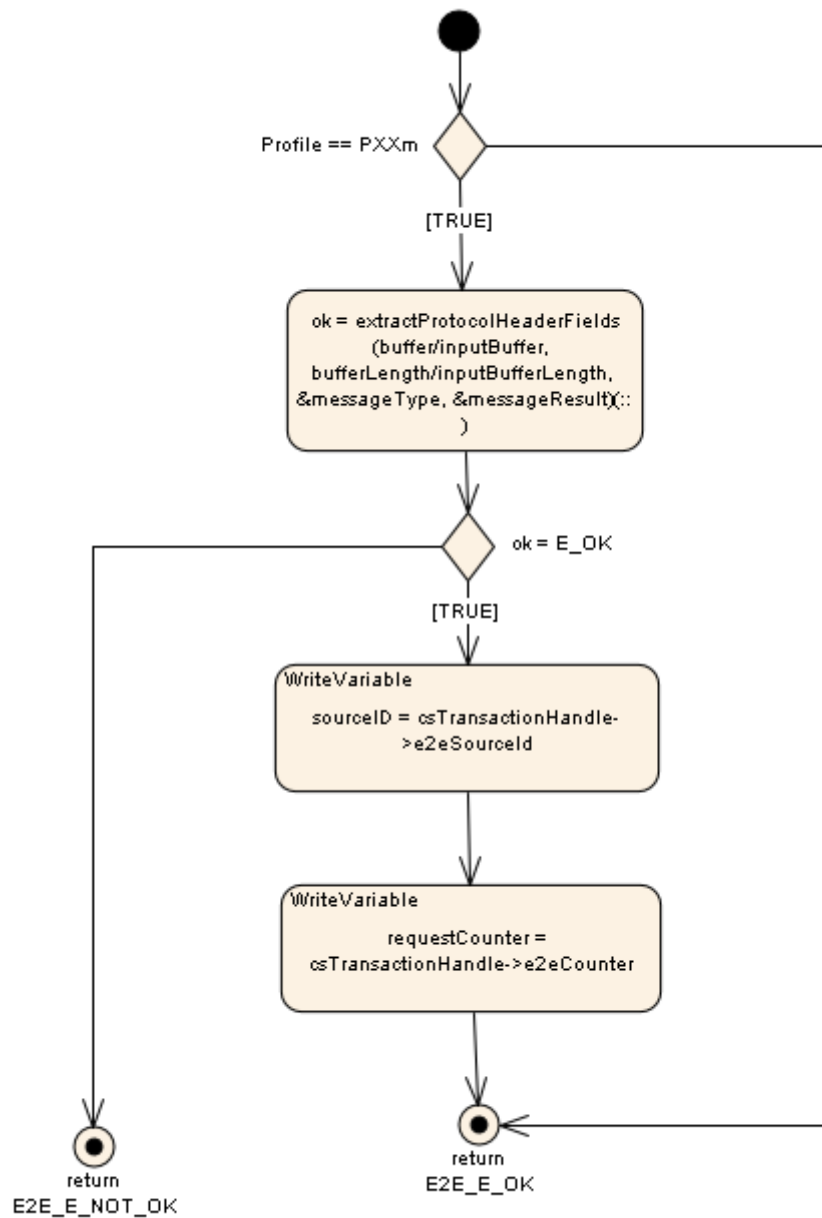 Profile == PXXm
[TRUE]
ok = extractProtocolHeaderFields
(buffer/inputBuffer,
bufferLength/inputBufferLength,
&messageType, &messageResult)(::
)
ok = E_OK
[TRUE]
WriteVariable
sourceID = csTransactionHandle-
>e2eSourceId
WriteVariable
requestCounter =
csTransactionHandle->e2eCounter
return
E2E_E_NOT_OK
return
E2E_E_OK